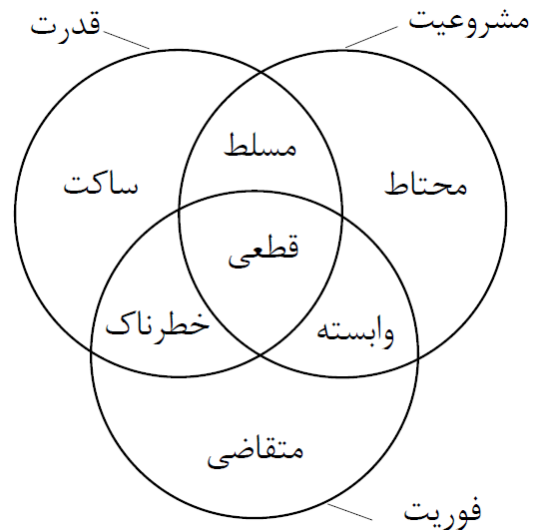 مشروعیت
قدرت
مسلط
محتاط
ساکت
قطعی
وابسته
خطرناک
متقاضی
فوریت